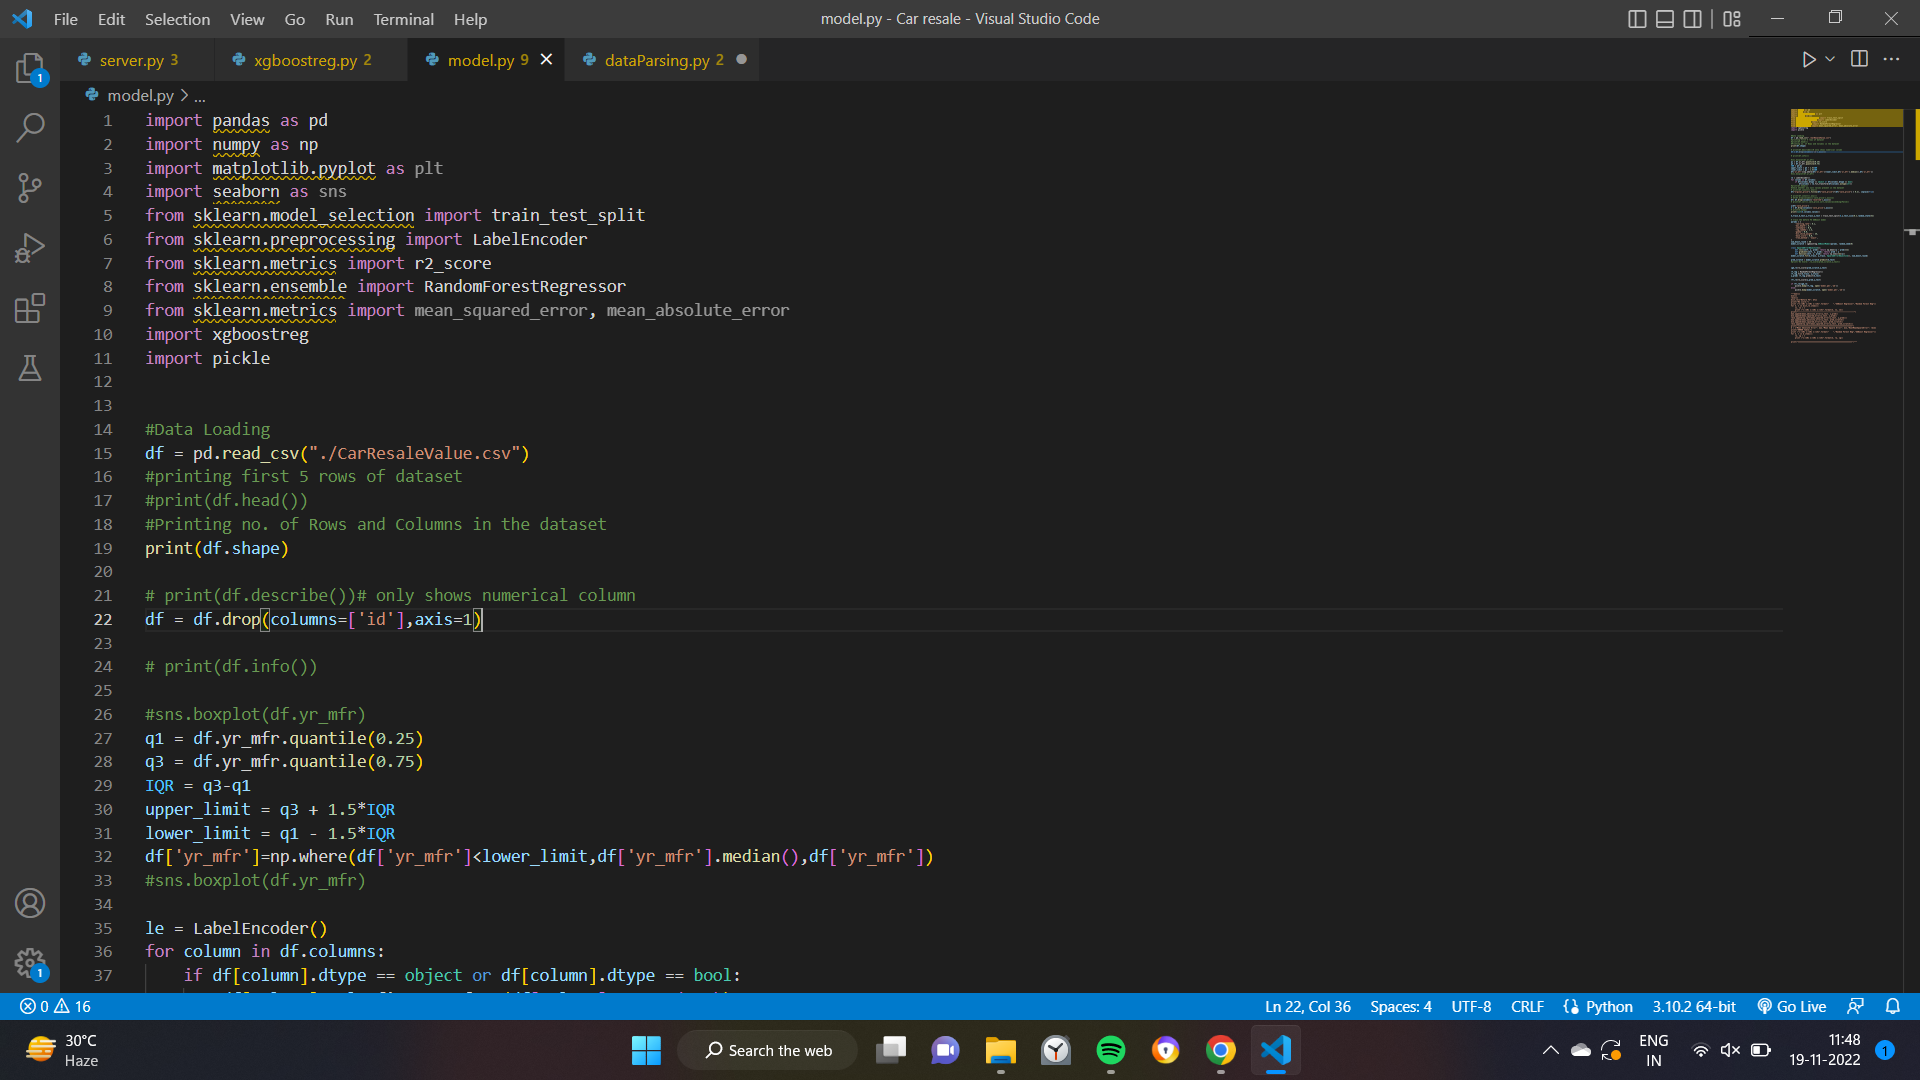 File Edit Selection View Go Run Terminal Help
model.py - Car resale - Visual Studio Code
server.py 3
xgboostreg.py 2
model.py 9
dataParsing.py 2
model.py > ...
1 import pandas as pd
2 import numpy as np
3 import matplotlib.pyplot as plt
4 import seaborn as sns
5 from sklearn.model_selection import train_test_split
6 from sklearn.preprocessing import LabelEncoder
7 from sklearn.metrics import r2_score
8 from sklearn.ensemble import RandomForestRegressor
9 from sklearn.metrics import mean_squared_error, mean_absolute_error
10 import xgboostreg
11 import pickle
12
13
14 #Data Loading
15 df = pd.read_csv("./CarResaleValue.csv")
16 #printing first 5 rows of dataset
17 #print(df.head())
18 #Printing no. of Rows and Columns in the dataset
19 print(df.shape)
20
21 # print(df.describe())# only shows numerical column
22 df = df.drop(columns=['id'],axis=1)
23
24 # print(df.info())
25
26 #sns.boxplot(df.yr_mfr)
27 q1 = df.yr_mfr.quantile(0.25)
28 q3 = df.yr_mfr.quantile(0.75)
29 IQR = q3-q1
30 upper_limit = q3 + 1.5*IQR
31 lower_limit = q1 - 1.5*IQR
32 df['yr_mfr']=np.where(df['yr_mfr']<lower_limit,df['yr_mfr'].median(),df['yr_mfr'])
33 #sns.boxplot(df.yr_mfr)
34
35 le = LabelEncoder()
36 for column in df.columns:
37 if df[column].dtype == object or df[column].dtype == bool:
1
1
0 16
Ln 22, Col 36 Spaces: 4 UTF-8 CRLF {} Python 3.10.2 64-bit Go Live
30°C
Haze
Search the web
ENG
IN
11:48
19-11-2022
1